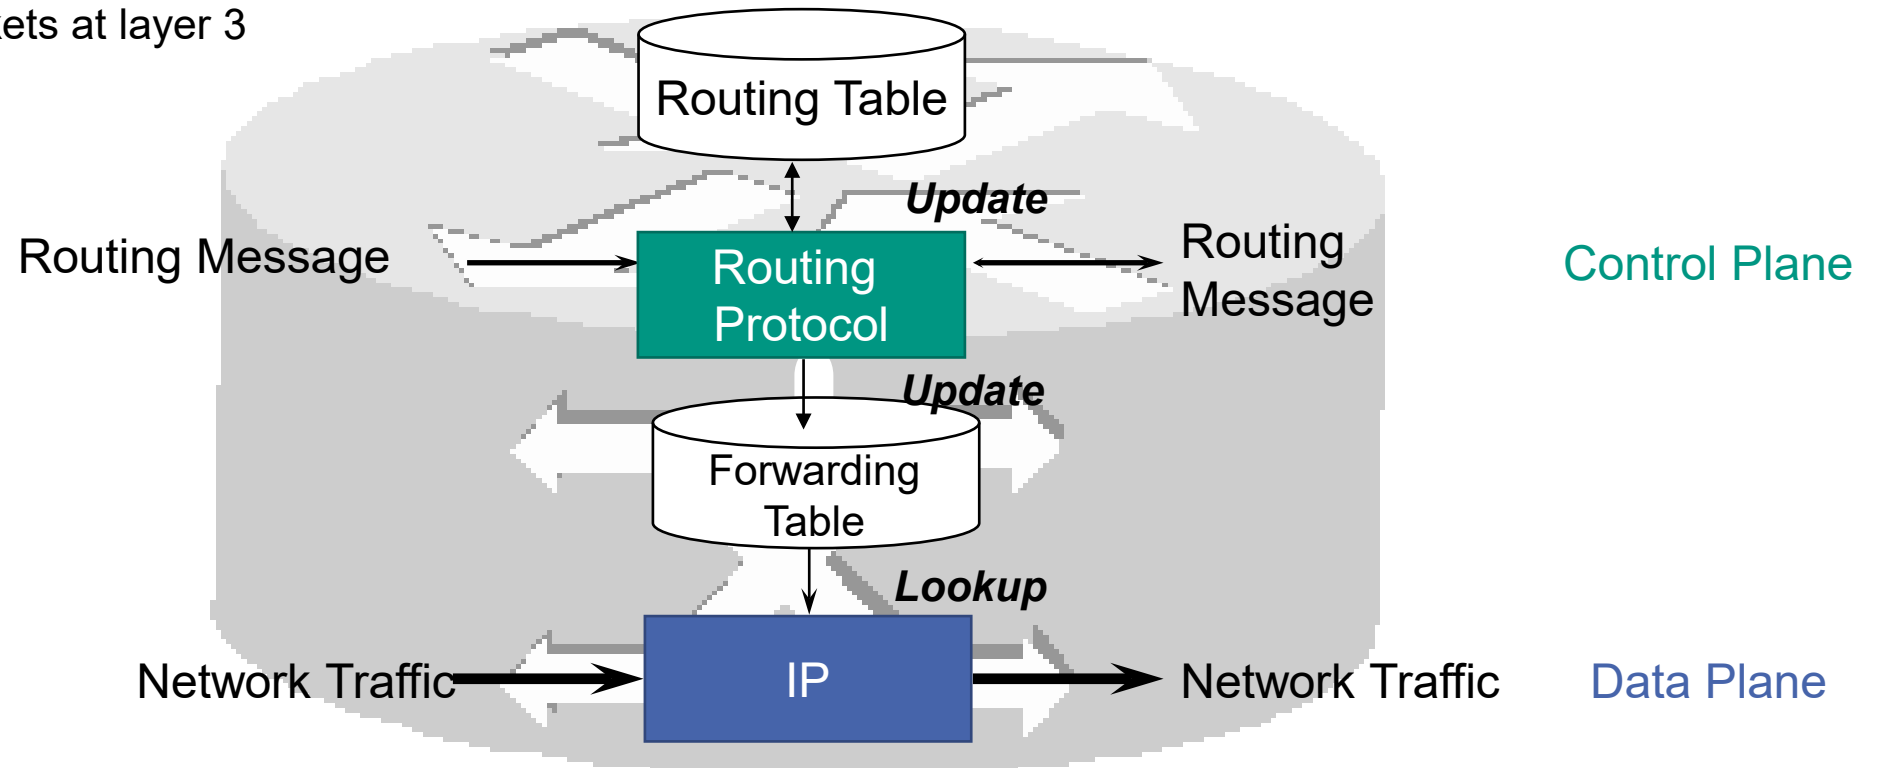 ets at layer 3
Routing Table
Update
Routing Message
Routing
Protocol
Routing
Message
Control Plane
Update
Forwarding
Table
Lookup
Network Traffic
IP
Network Traffic
Data Plane